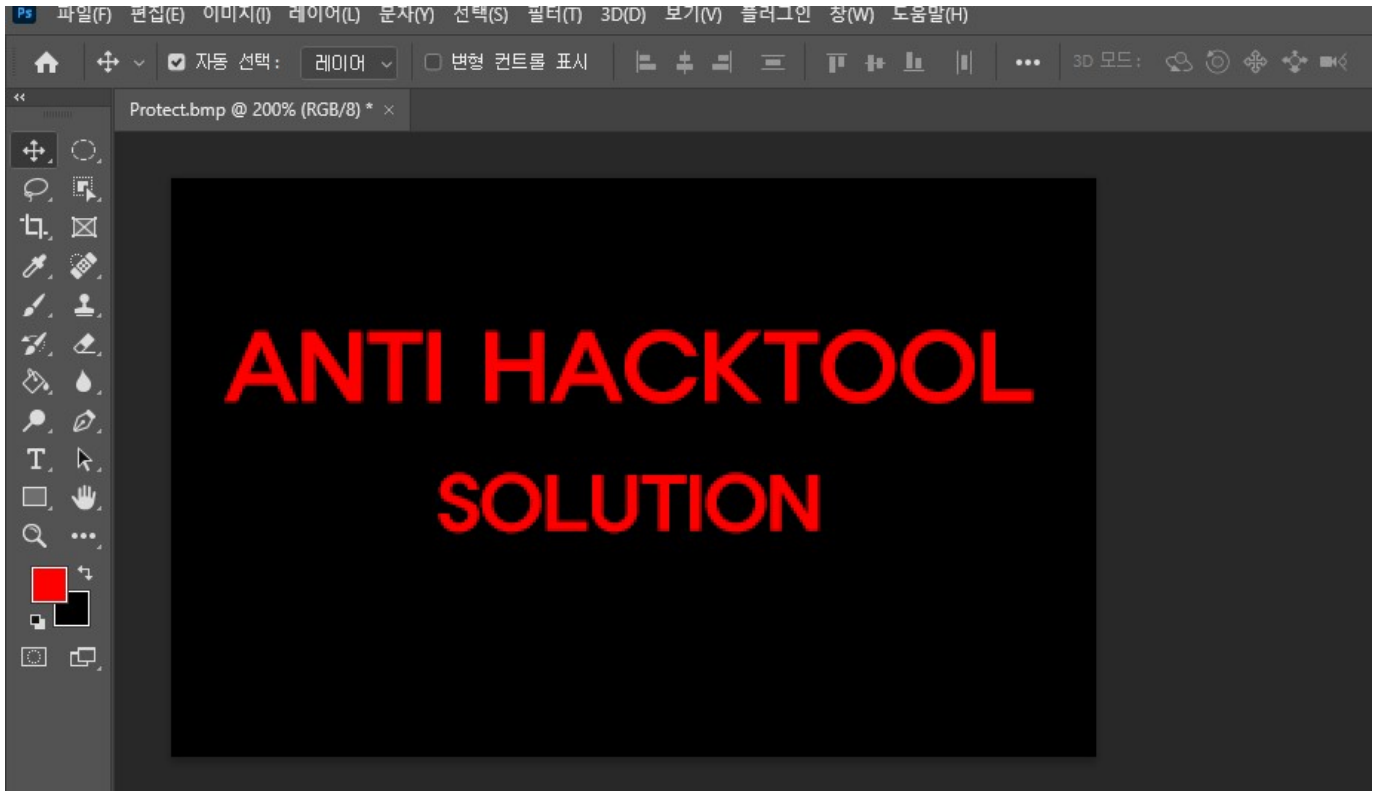 Ps 파일(F) 편집(E) 이미지(I) 레이어(L) 문자(Y) 선택(S) 필터(T) 3D(D) 보기(V) 플러그인 창(W) 도움말(H)
자동 선택: 레이어 변형 컨트롤 표시 3D 모드:
Protect.bmp @ 200% (RGB/8) * ×
ANTI HACKTOOL
SOLUTION